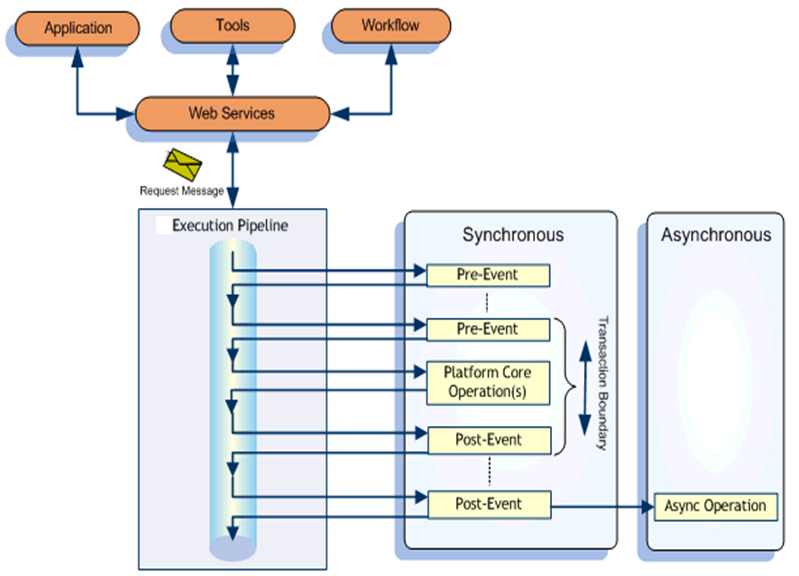 Application
Tools
Workflow
Web Services
Request Message
Execution Pipeline
Synchronous
Asynchronous
Pre-Event
Pre-Event
Platform Core
Operation(s)
Post-Event
Transaction Boundary
Post-Event
Async Operation